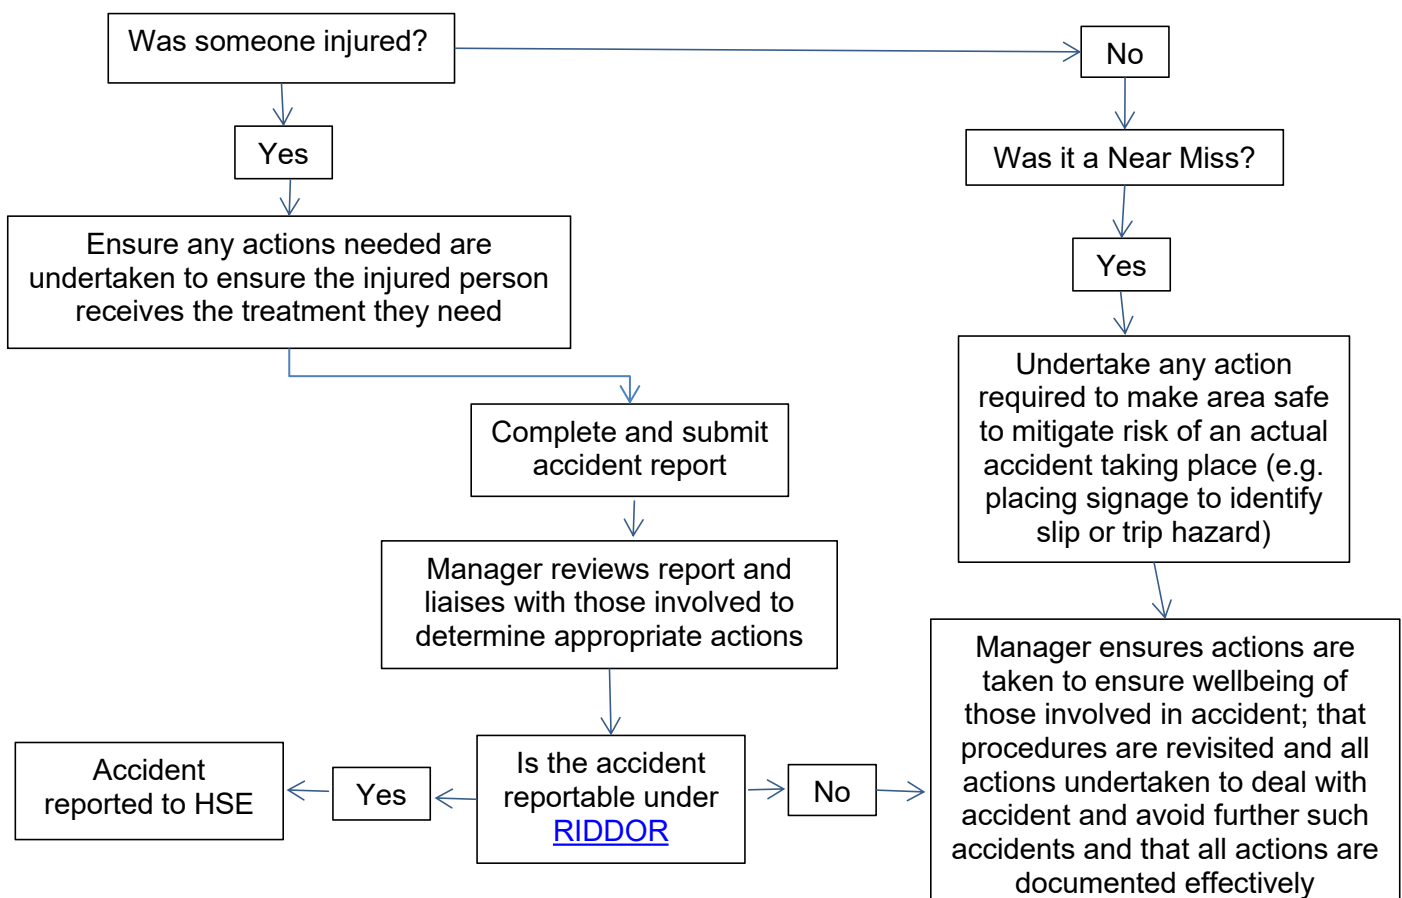 Was someone injured?
No
Yes
Was it a Near Miss?
Ensure any actions needed are
undertaken to ensure the injured person
receives the treatment they need
Yes
Complete and submit
accident report
Undertake any action
required to make area safe
to mitigate risk of an actual
accident taking place (e.g.
placing signage to identify
slip or trip hazard)
Manager reviews report and
liaises with those involved to
determine appropriate actions
Is the accident
reportable under
RIDDOR
Yes
Accident
reported to HSE
No
Manager ensures actions are
taken to ensure wellbeing of
those involved in accident; that
procedures are revisited and all
actions undertaken to deal with
accident and avoid further such
accidents and that all actions are
documented effectively